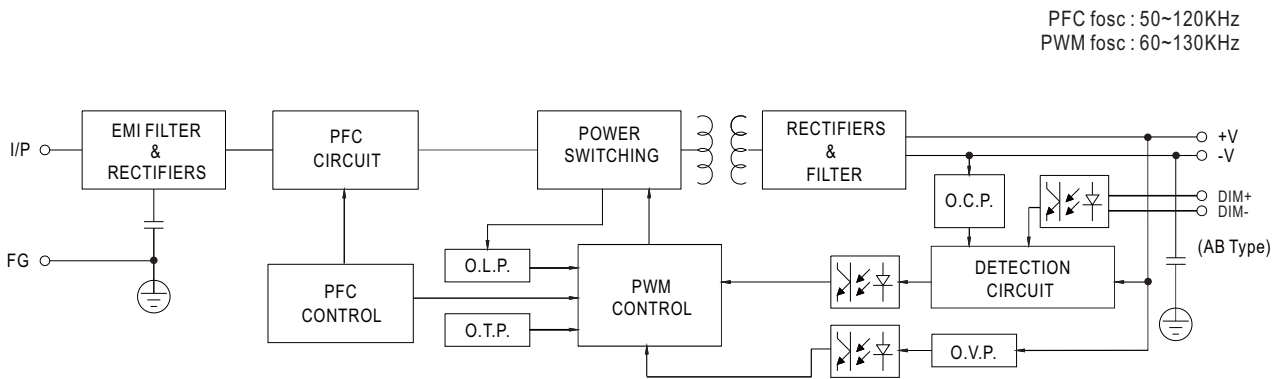 PFC fosc : 50~120KHz
PWM fosc : 60~130KHz
I/P
EMI FILTER
&
RECTIFIERS
PFC
CIRCUIT
POWER
SWITCHING
RECTIFIERS
&
FILTER
+V
-V
O.C.P.
DIM+
DIM-
(AB Type)
FG
O.L.P.
PFC
CONTROL
PWM
CONTROL
DETECTION
CIRCUIT
O.T.P.
O.V.P.